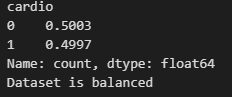 cardio
0    0.5003
1    0.4997
Name: count, dtype: float64
Dataset is balanced